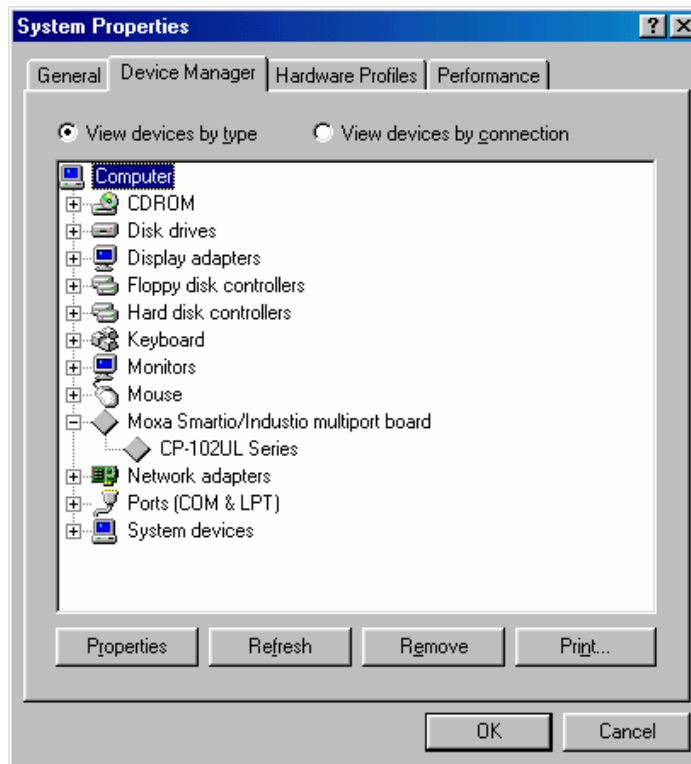 System Properties
General Device Manager Hardware Profiles Performance
View devices by type View devices by connection
Computer
CDROM
Disk drives
Display adapters
Floppy disk controllers
Hard disk controllers
Keyboard
Monitors
Mouse
Moxa Smartio/Industio multiport board
CP-102UL Series
Network adapters
Ports (COM & LPT)
System devices
Properties Refresh Remove Print...
OK Cancel